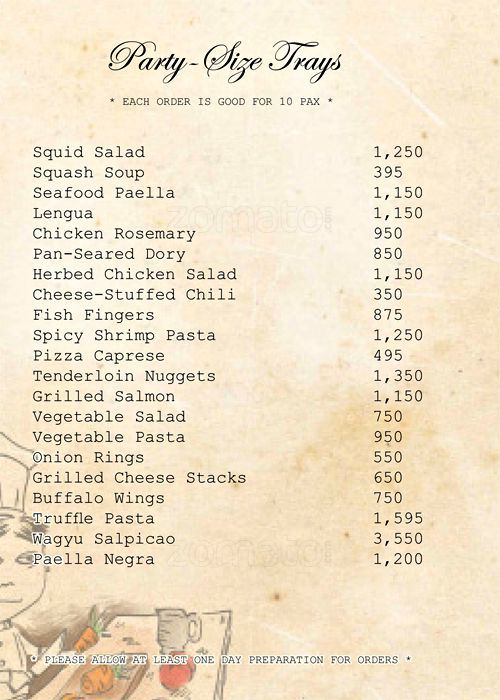 Party-Size Trays
* EACH ORDER IS GOOD FOR 10 PAX *
Squid Salad 1,250
Squash Soup 395
Seafood Paella 1,150
Lengua 1,150
zomato
Chicken Rosemary 950
Pan-Seared Dory 850
Herbed Chicken Salad 1,150
Cheese-Stuffed Chili 350
Fish Fingers 875
Spicy Shrimp Pasta 1,250
Pizza Caprese 495
Tenderloin Nuggets 1,350
Grilled Salmon 1,150
Vegetable Salad 750
Vegetable Pasta 950
Onion Rings 550
Grilled Cheese Stacks 650
Buffalo Wings 750
Truffle Pasta 1,595
Wagyu Salpicao 3,550
zomato
Paella Negra 1,200
* PLEASE ALLOW AT LEAST ONE DAY PREPARATION FOR ORDERS *